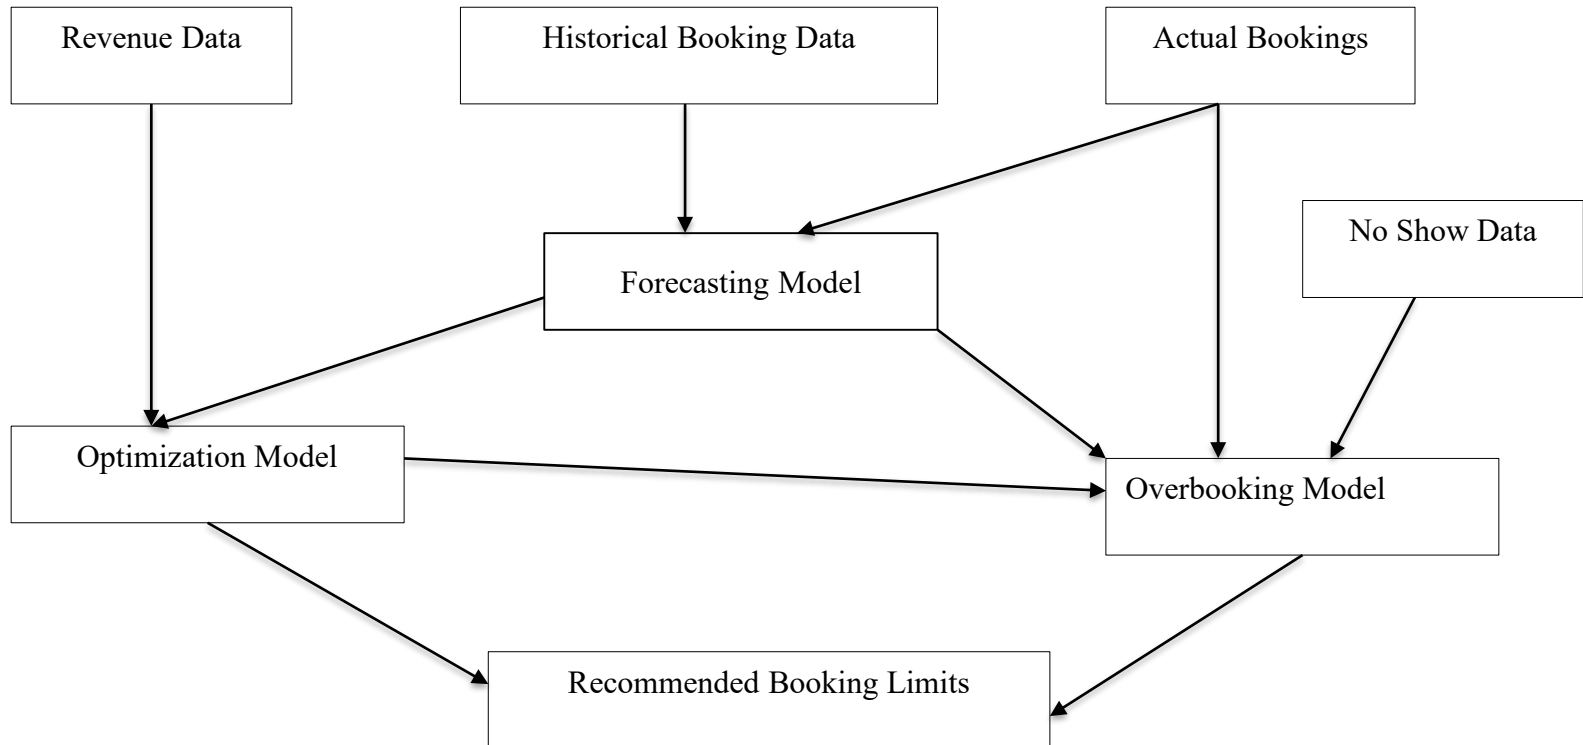 Revenue Data
Historical Booking Data
Actual Bookings
No Show Data
Forecasting Model
Optimization Model
Overbooking Model
Recommended Booking Limits